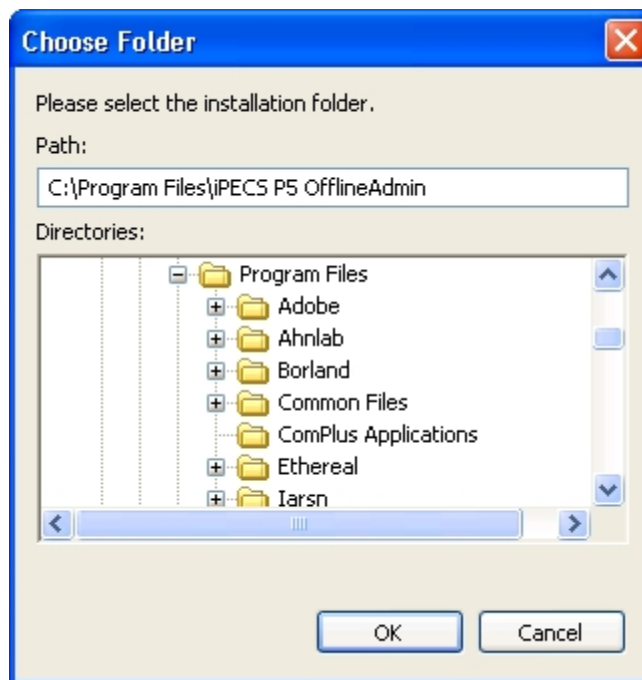 Choose Folder
Please select the installation folder.
Path:
C:\Program Files\iPECS P5 OfflineAdmin
Directories:
Program Files
Adobe
Ahnlab
Borland
Common Files
ComPlus Applications
Ethereal
Iarsn
OK Cancel